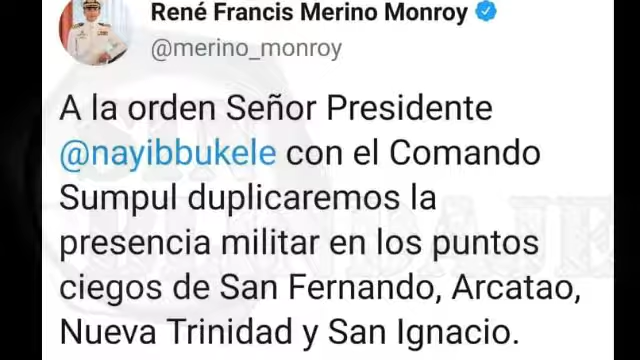 René Francis Merino Monroy
@merino_monroy
A la orden Señor Presidente
@nayibbukele con el Comando
Sumpul duplicaremos la
presencia militar en los puntos
ciegos de San Fernando, Arcatao,
Nueva Trinidad y San Ignacio.